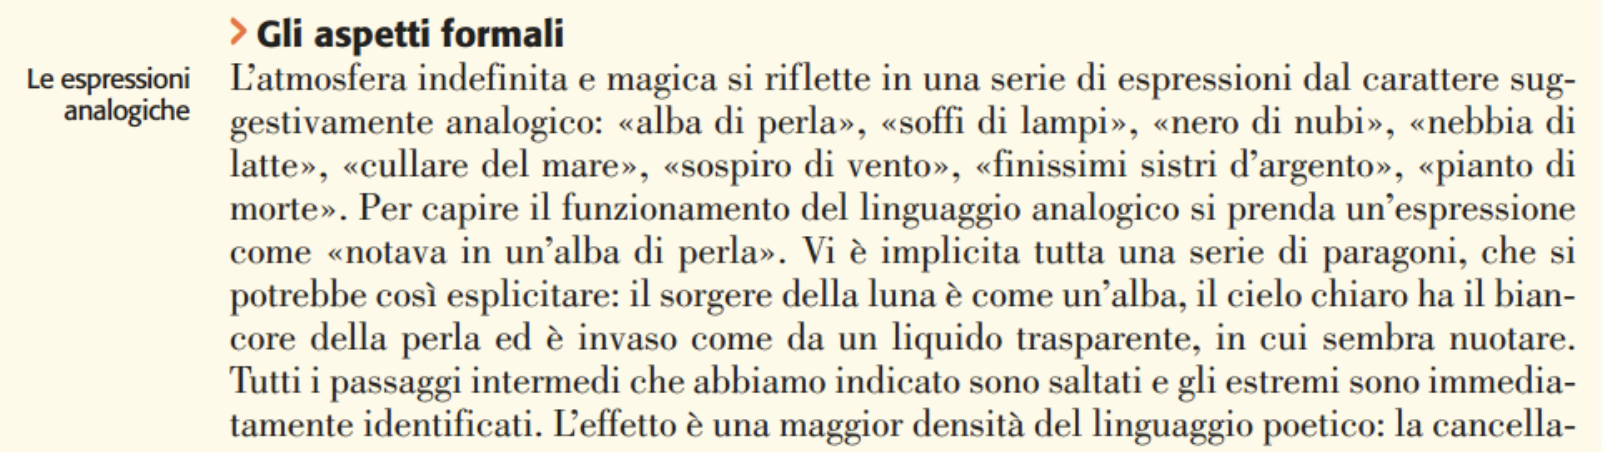 > Gli aspetti formali
Le espressioni
analogiche
L'atmosfera indefinita e magica si riflette in una serie di espressioni dal carattere sug-
gestivamente analogico: «alba di perla», «soffi di lampi», «nero di nubi», «nebbia di
latte», «cullare del mare», «sospiro di vento», «finissimi sistri d'argento», «pianto di
morte». Per capire il funzionamento del linguaggio analogico si prenda un'espressione
come «notava in un'alba di perla». Vi è implicita tutta una serie di paragoni, che si
potrebbe così esplicitare: il sorgere della luna è come un'alba, il cielo chiaro ha il bian-
core della perla ed è invaso come da un liquido trasparente, in cui sembra nuotare.
Tutti i passaggi intermedi che abbiamo indicato sono saltati e gli estremi sono immedia-
tamente identificati. L'effetto è una maggior densità del linguaggio poetico: la cancella-